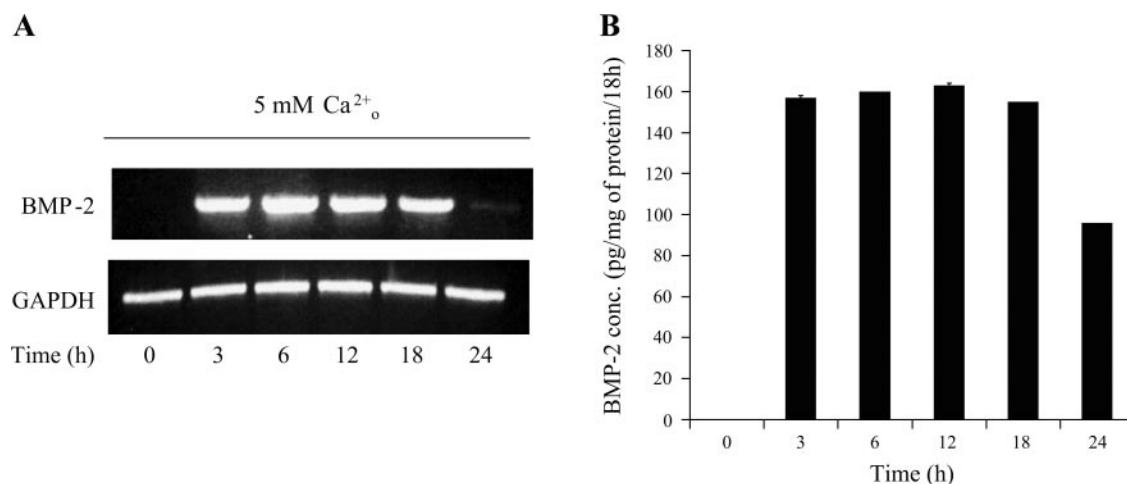 A
5 mM Ca²⁺ₒ
BMP-2
GAPDH
Time (h) 0 3 6 12 18 24
B
BMP-2 conc. (pg/mg of protein/18h)
180
160
140
120
100
80
60
40
20
0
0 3 6 12 18 24
Time (h)